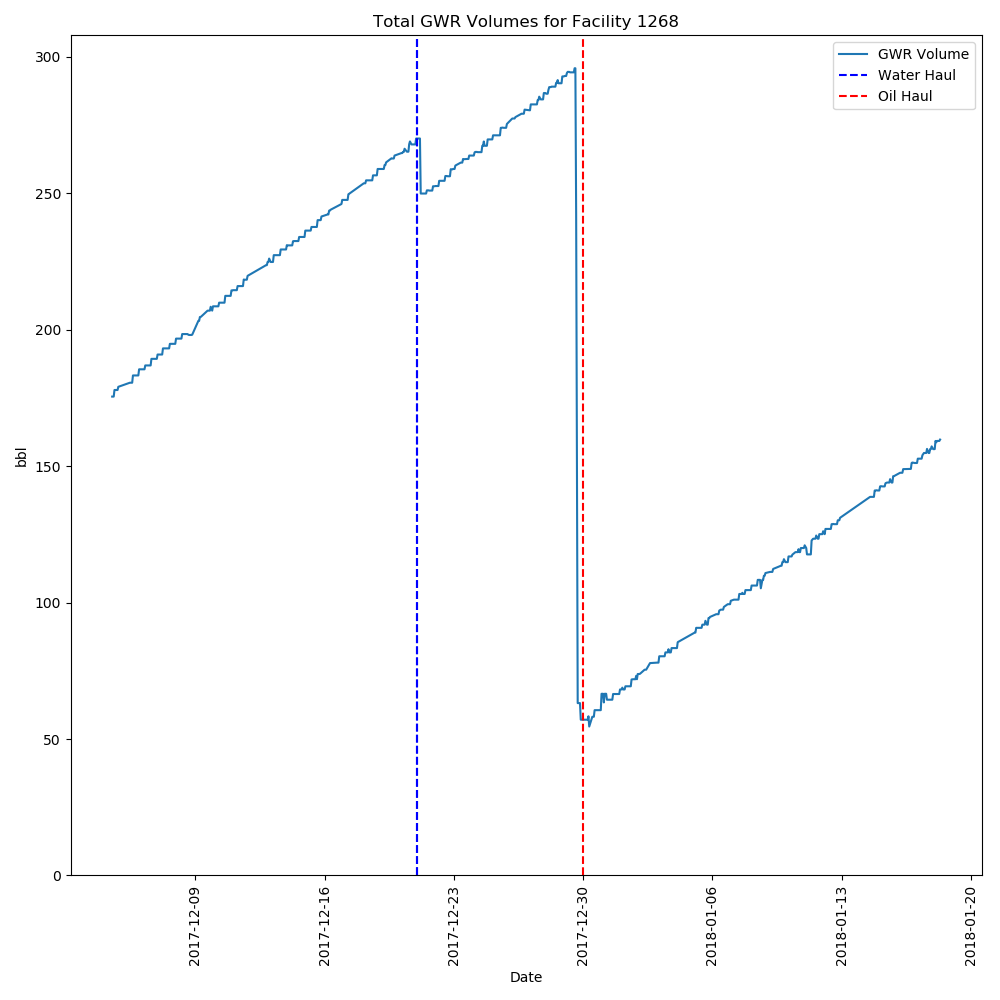 Total GWR Volumes for Facility 1268
GWR Volume
Water Haul
Oil Haul
300
250
200
150
100
50
0
bbl
2017-12-09
2017-12-16
2017-12-23
2017-12-30
2018-01-06
2018-01-13
2018-01-20
Date